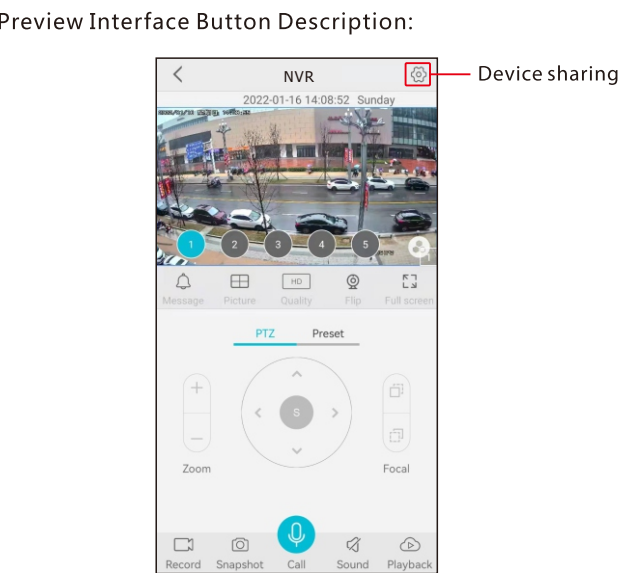 Preview Interface Button Description:
NVR
Device sharing
2022-01-16 14:08:52 Sunday
1 2 3 4 5
HD
Message Picture Quality Flip Full screen
PTZ Preset
S
Zoom Focal
Record Snapshot Call Sound Playback